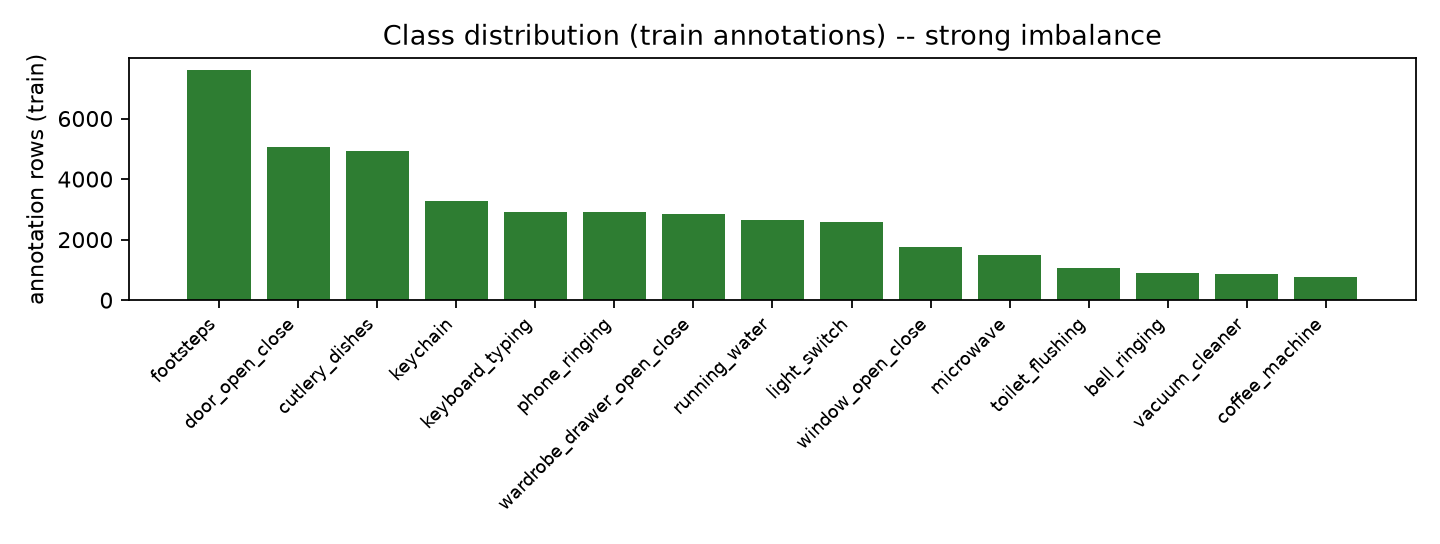 Class distribution (train annotations) -- strong imbalance
annotation rows (train)
6000
4000
2000
0
footsteps
door_open_close
cutlery_dishes
keychain
keyboard_typing
phone_ringing
wardrobe_drawer_open_close
running_water
light_switch
window_open_close
microwave
toilet_flushing
bell_ringing
vacuum_cleaner
coffee_machine